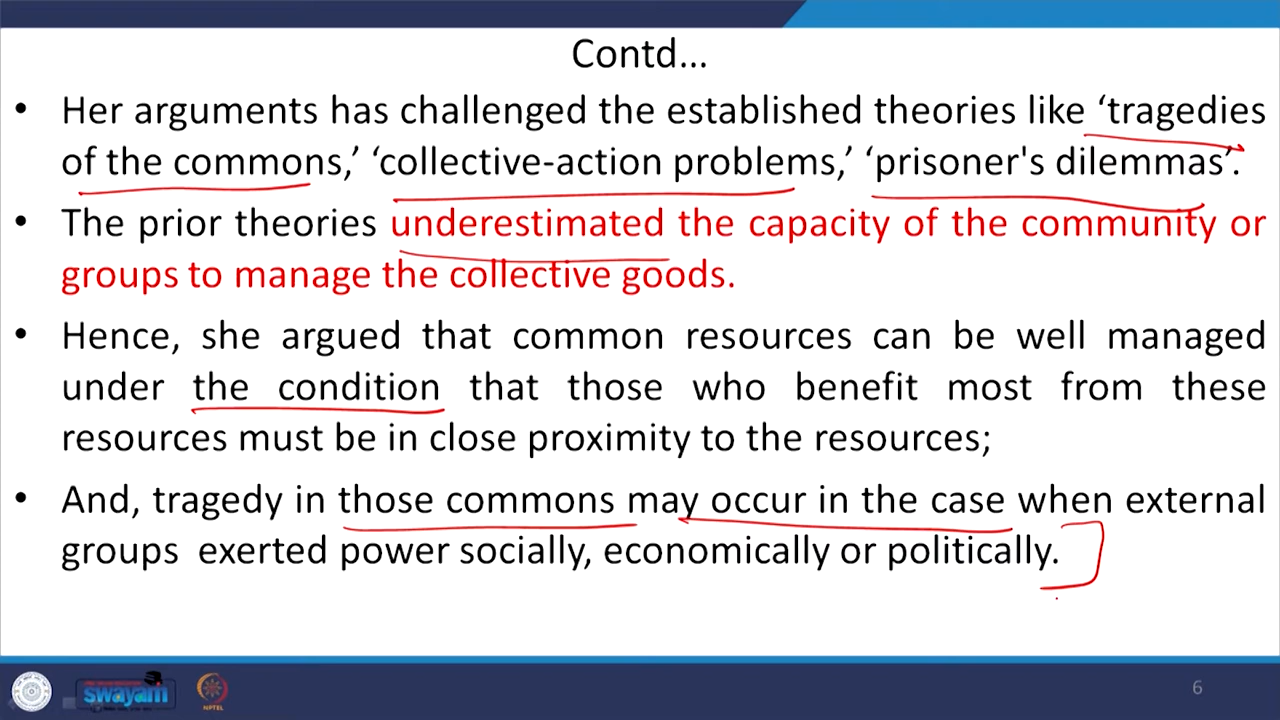 Contd...
• Her arguments has challenged the established theories like ‘tragedies
of the commons,’ ‘collective-action problems,’ ‘prisoner's dilemmas’.
• The prior theories underestimated the capacity of the community or
groups to manage the collective goods.
• Hence, she argued that common resources can be well managed
under the condition that those who benefit most from these
resources must be in close proximity to the resources;
• And, tragedy in those commons may occur in the case when external
groups exerted power socially, economically or politically.
swayam
NPTEL
6